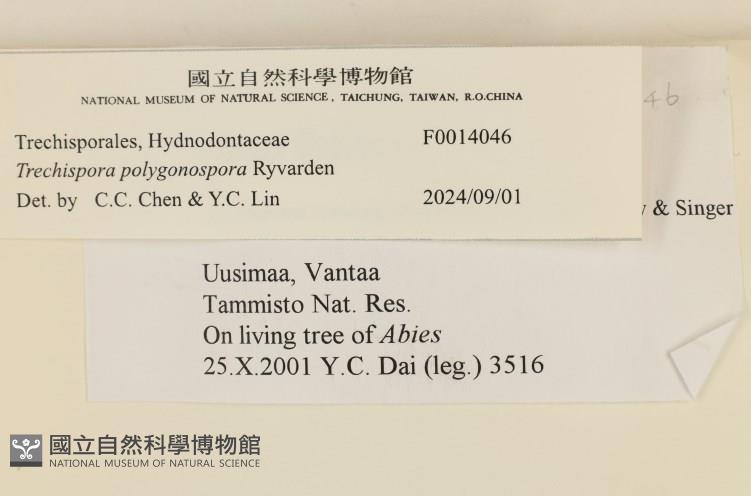 國立自然科學博物館
NATIONAL MUSEUM OF NATURAL SCIENCE, TAICHUNG, TAIWAN, R.O.CHINA
Trechisporales, Hydnodontaceae F0014046
Trechispora polygonospora Ryvarden
Det. by C.C. Chen & Y.C. Lin 2024/09/01
46
& Singer
Uusimaa, Vantaa
Tammisto Nat. Res.
On living tree of Abies
25.X.2001 Y.C. Dai (leg.) 3516
國立自然科學博物館
NATIONAL MUSEUM OF NATURAL SCIENCE